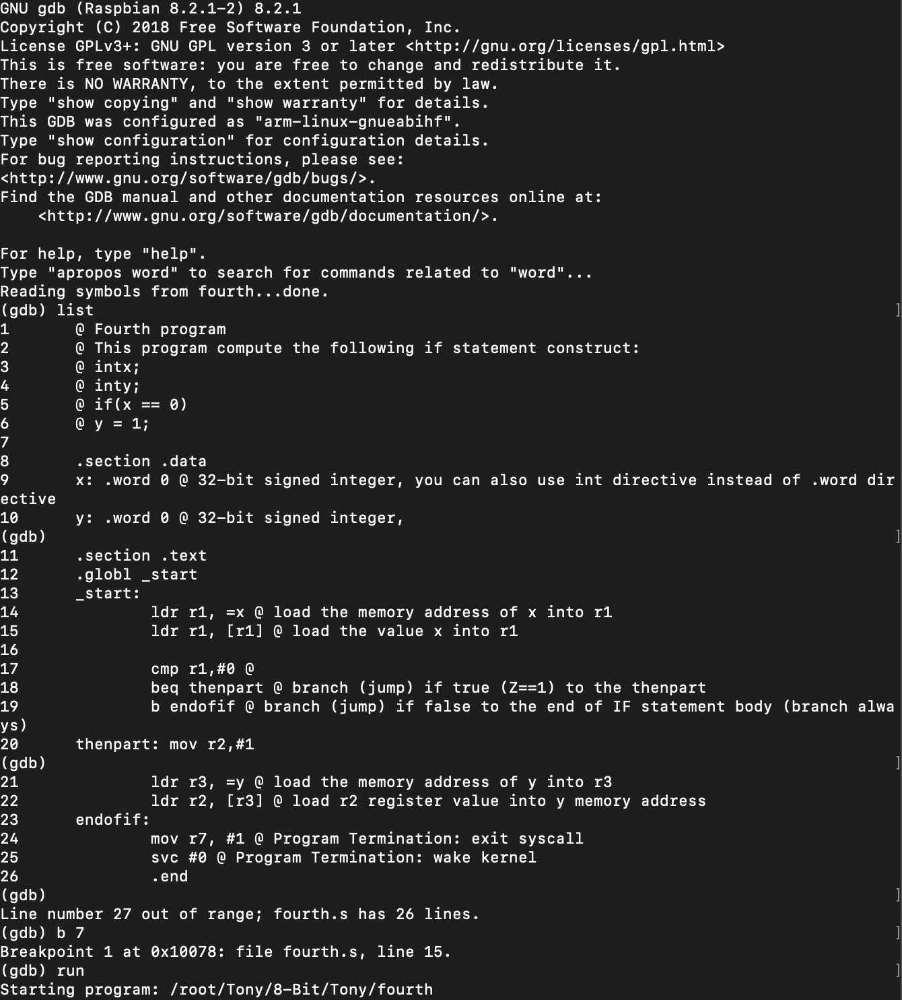 GNU gdb (Raspbian 8.2.1-2) 8.2.1
Copyright (C) 2018 Free Software Foundation, Inc.
License GPLv3+: GNU GPL version 3 or later <http://gnu.org/licenses/gpl.html>
This is free software: you are free to change and redistribute it.
There is NO WARRANTY, to the extent permitted by law.
Type "show copying" and "show warranty" for details.
This GDB was configured as "arm-linux-gnueabihf".
Type "show configuration" for configuration details.
For bug reporting instructions, please see:
<http://www.gnu.org/software/gdb/bugs/>.
Find the GDB manual and other documentation resources online at:
    <http://www.gnu.org/software/gdb/documentation/>.

For help, type "help".
Type "apropos word" to search for commands related to "word"...
Reading symbols from fourth...done.
(gdb) list ]
1       @ Fourth program
2       @ This program compute the following if statement construct:
3       @ intx;
4       @ inty;
5       @ if(x == 0)
6       @ y = 1;
7
8       .section .data
9       x: .word 0 @ 32-bit signed integer, you can also use int directive instead of .word dir
ective
10      y: .word 0 @ 32-bit signed integer,
(gdb) ]
11      .section .text
12      .globl _start
13      _start:
14              ldr r1, =x @ load the memory address of x into r1
15              ldr r1, [r1] @ load the value x into r1
16
17              cmp r1,#0 @
18              beq thenpart @ branch (jump) if true (Z==1) to the thenpart
19              b endofif @ branch (jump) if false to the end of IF statement body (branch alwa
ys)
20      thenpart: mov r2,#1
(gdb) ]
21              ldr r3, =y @ load the memory address of y into r3
22              ldr r2, [r3] @ load r2 register value into y memory address
23      endofif:
24              mov r7, #1 @ Program Termination: exit syscall
25              svc #0 @ Program Termination: wake kernel
26              .end
(gdb) ]
Line number 27 out of range; fourth.s has 26 lines.
(gdb) b 7 ]
Breakpoint 1 at 0x10078: file fourth.s, line 15.
(gdb) run ]
Starting program: /root/Tony/8-Bit/Tony/fourth